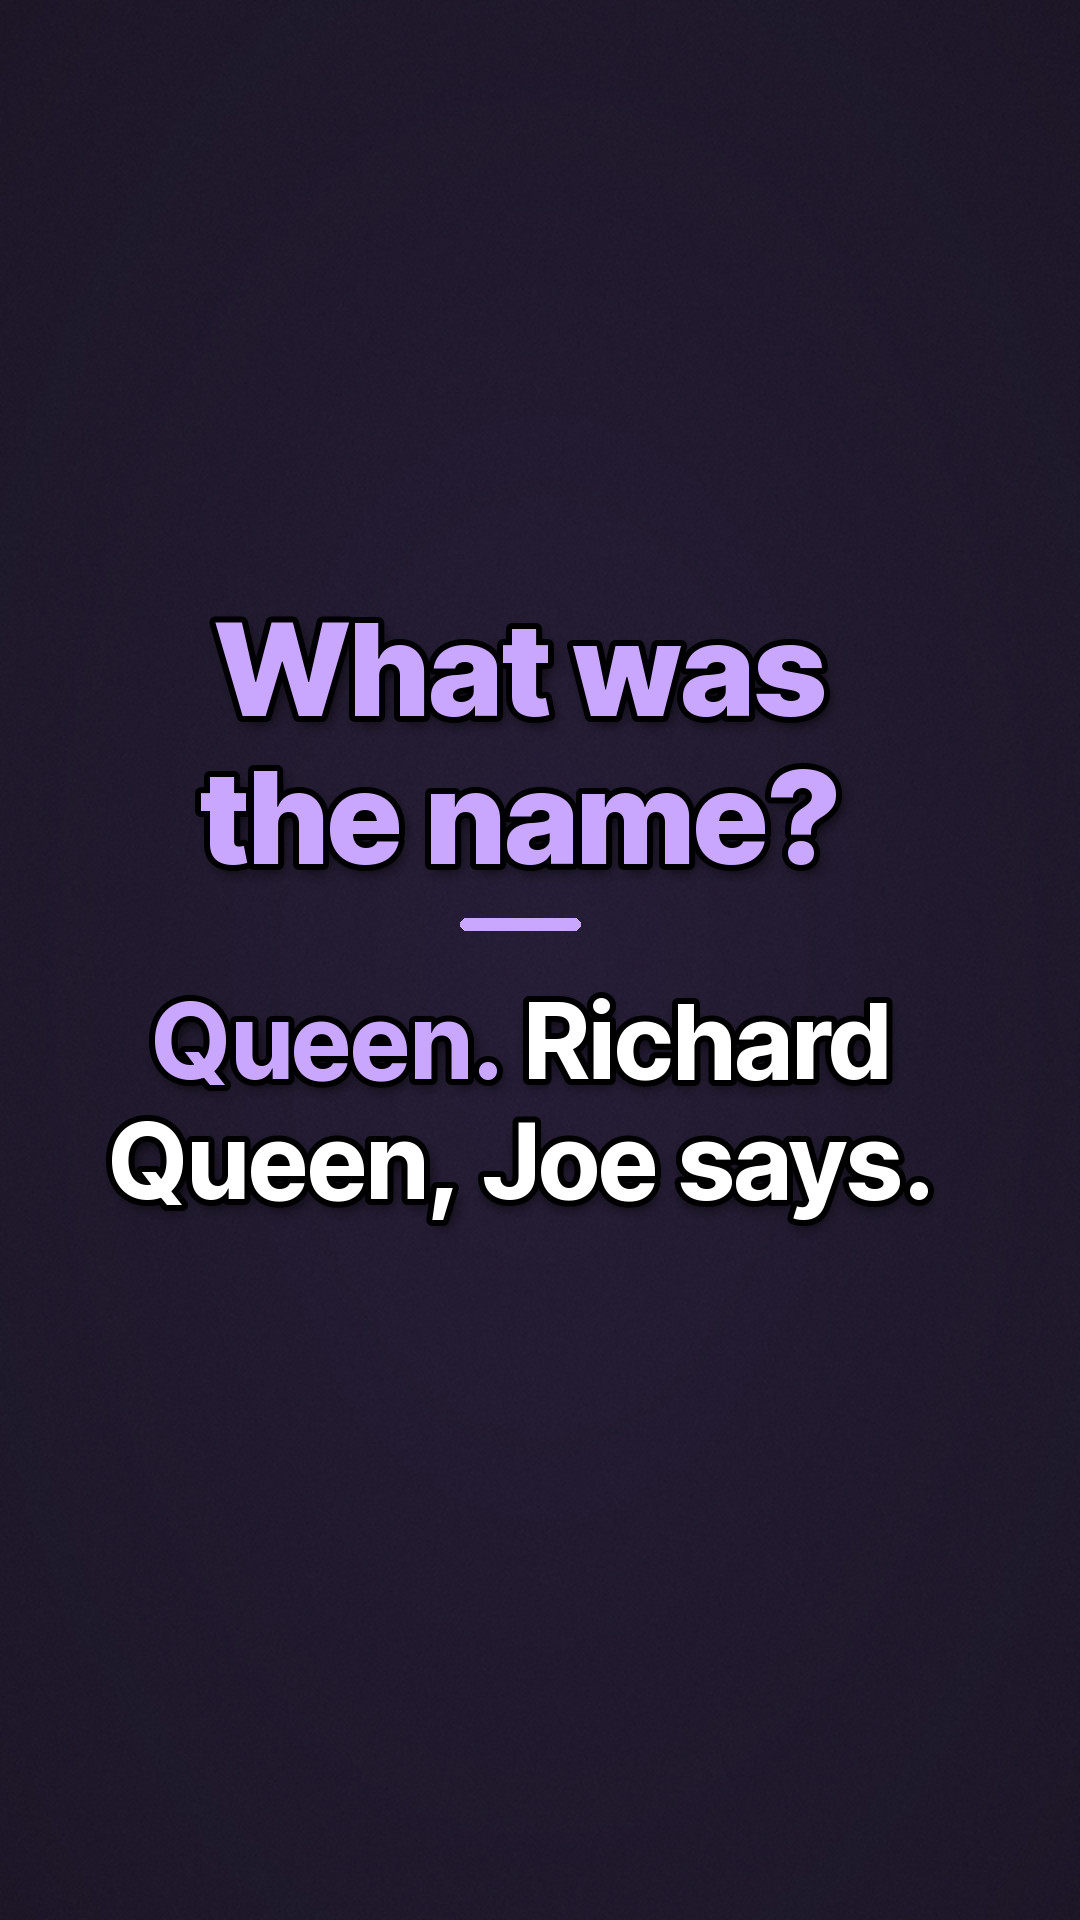 What was
the name?
Queen. Richard
Queen, Joe says.